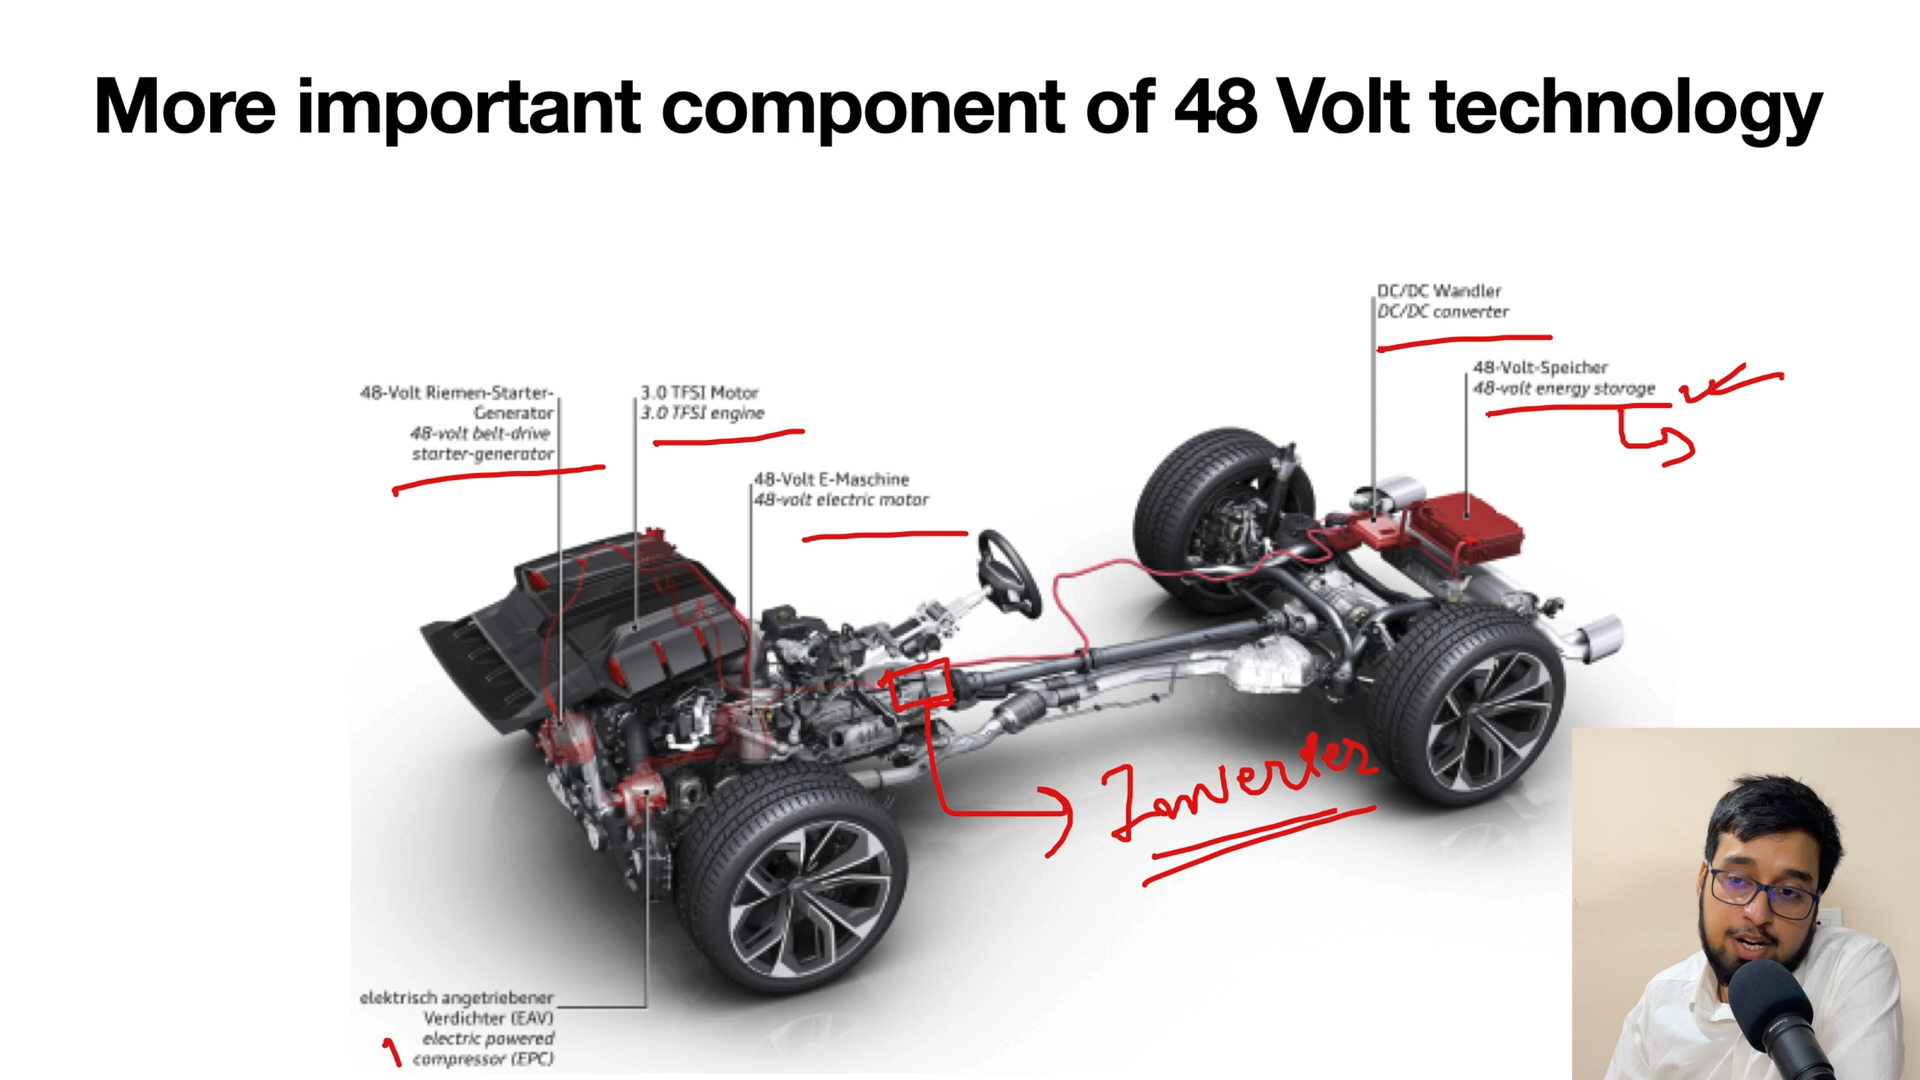 More important component of 48 Volt technology
DC/DC Wandler
DC/DC converter
48-Volt-Speicher
48-volt energy storage
48-Volt Riemen-Starter-
Generator
48-volt belt-drive
starter-generator
3.0 TFSI Motor
3.0 TFSI engine
48-Volt E-Maschine
48-volt electric motor
Inverter
elektrisch angetriebener
Verdichter (EAV)
electric powered
compressor (EPC)